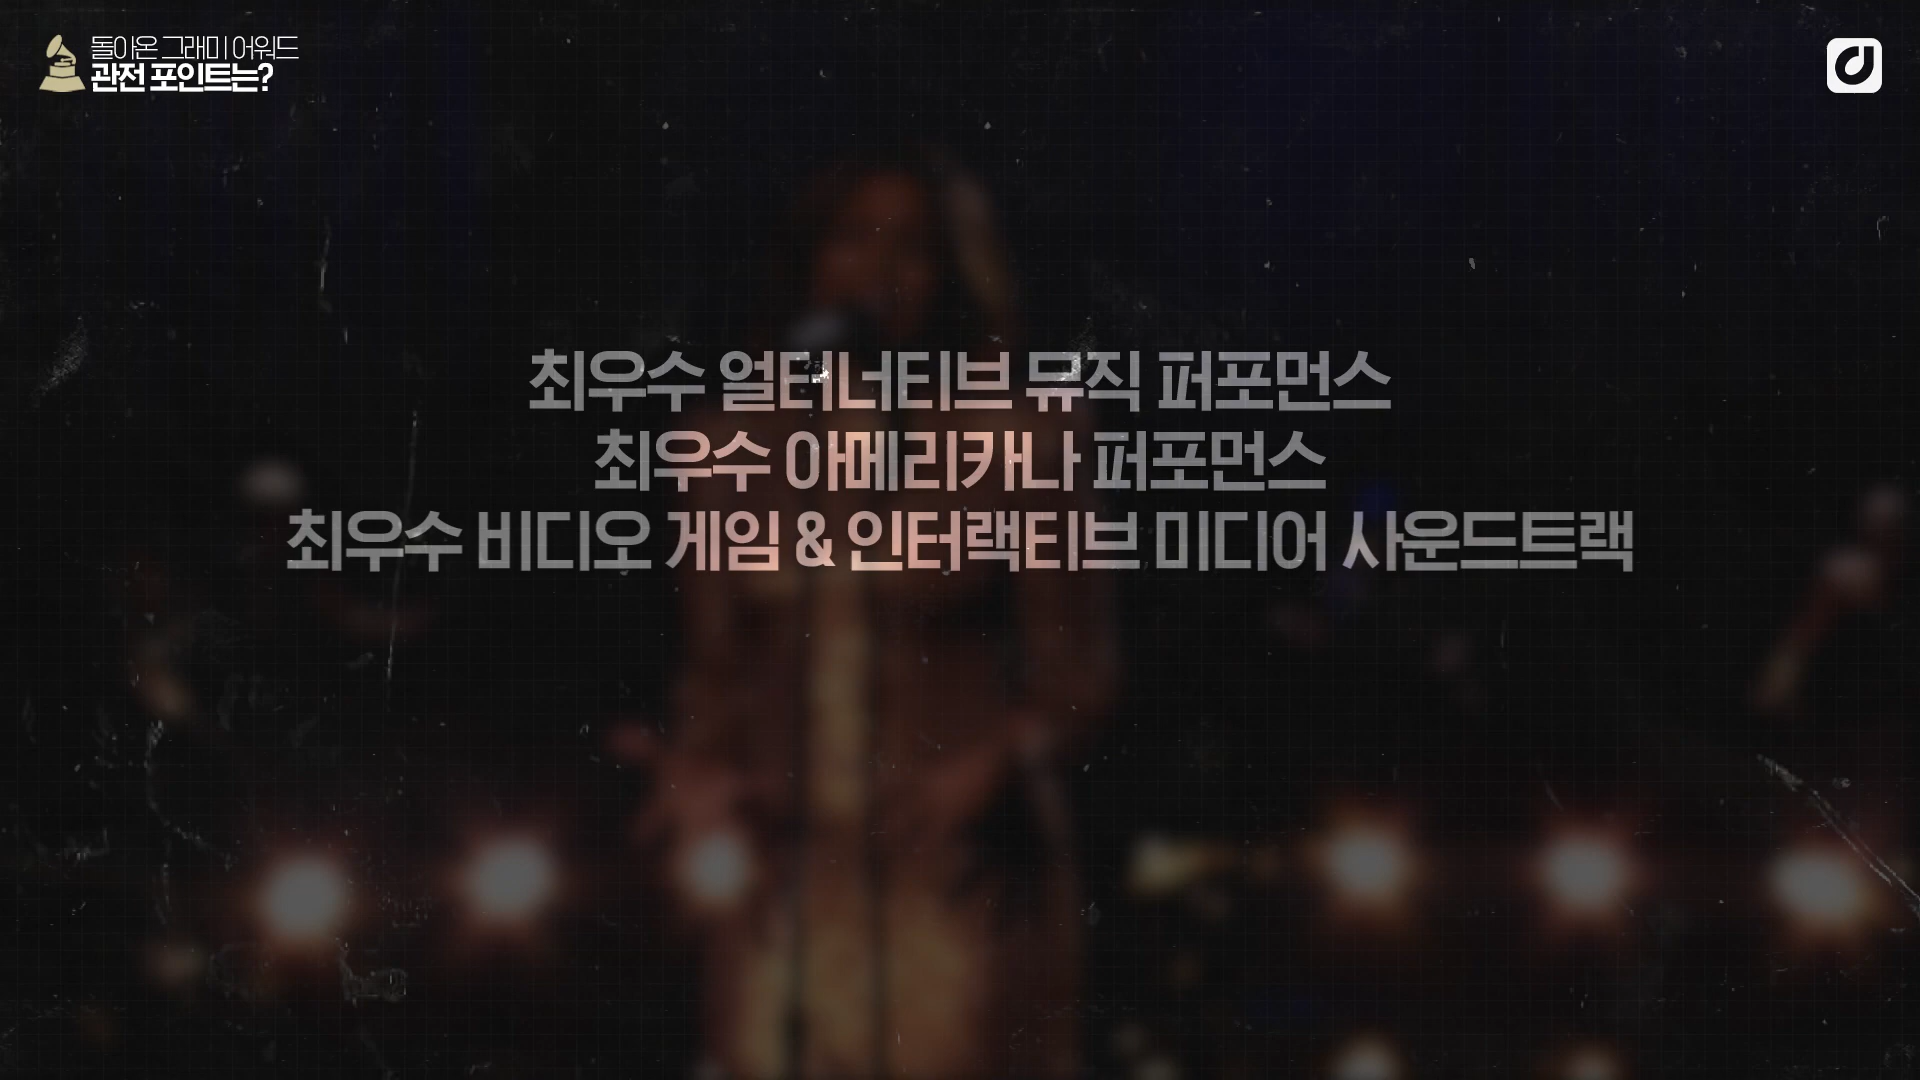 돌아온 그래미 어워드
관전 포인트는?
최우수 얼터너티브 뮤직 퍼포먼스
최우수 아메리카나 퍼포먼스
최우수 비디오 게임 & 인터랙티브 미디어 사운드트랙